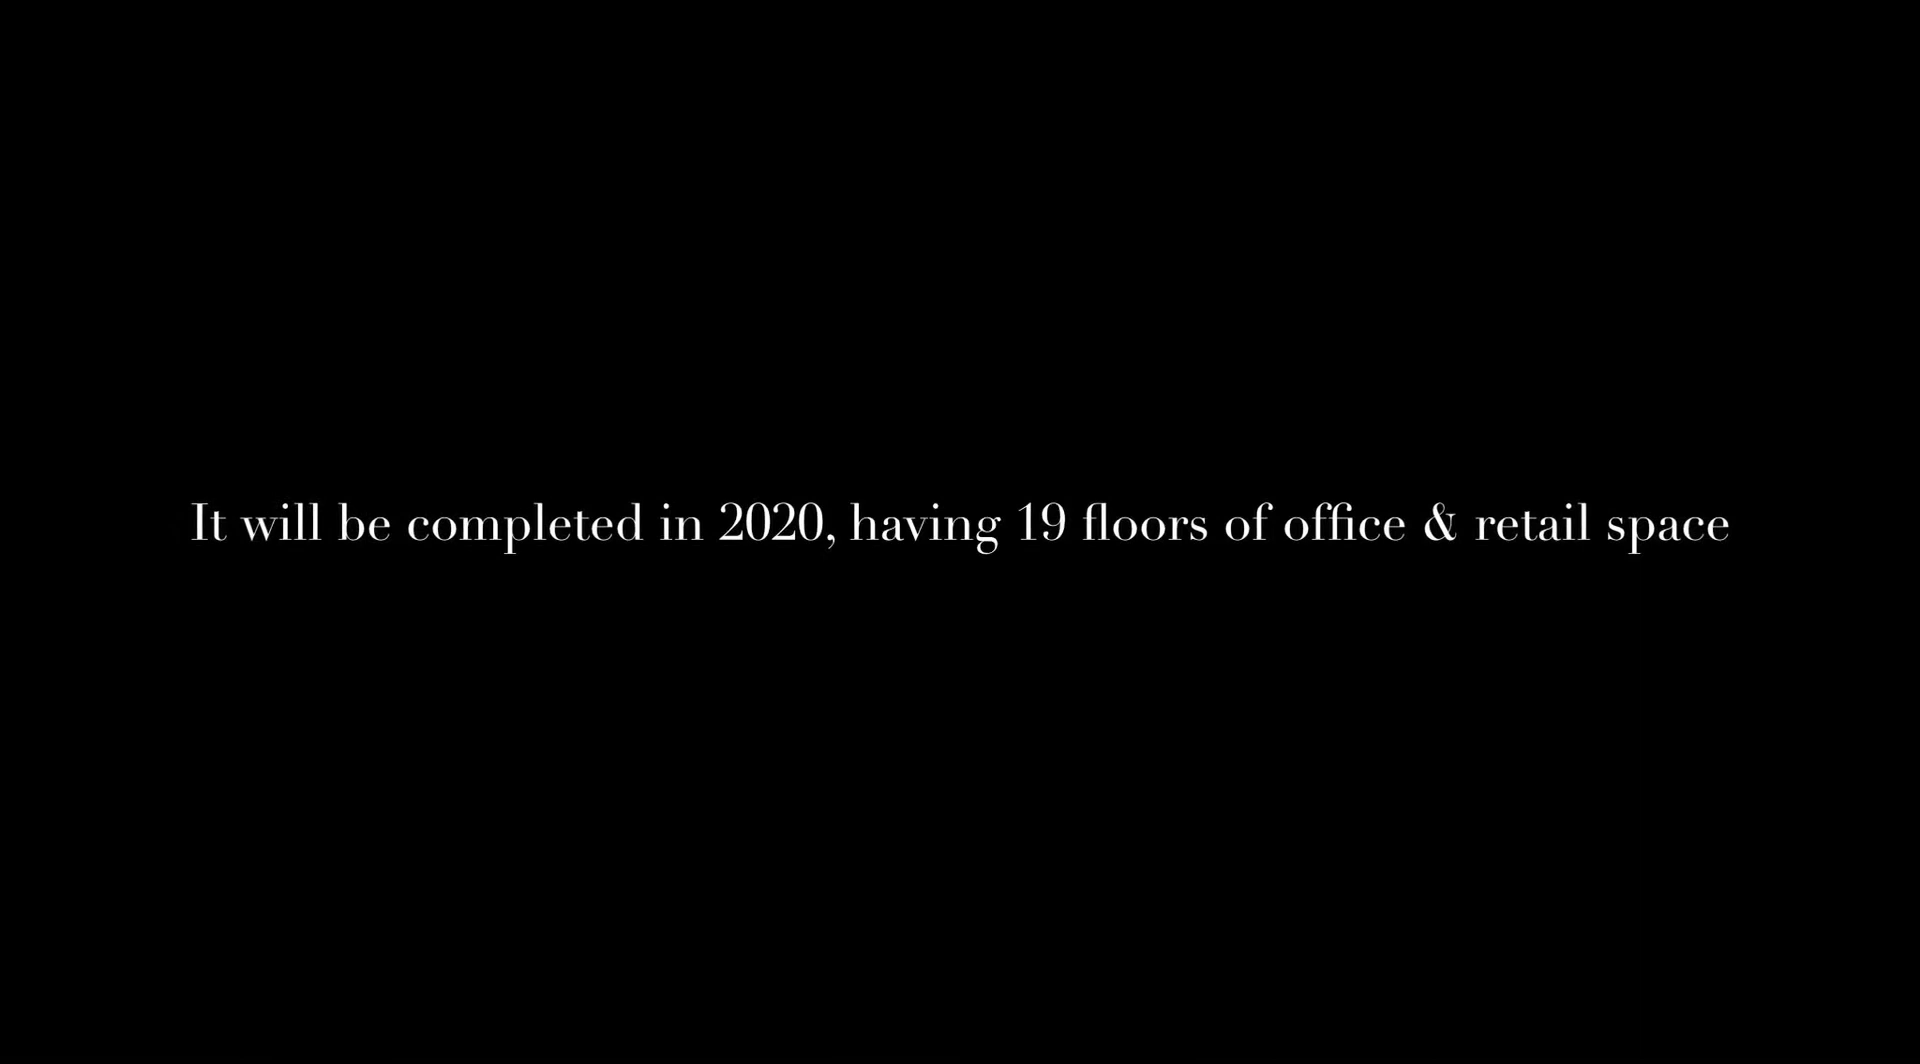 It will be completed in 2020, having 19 floors of office & retail space